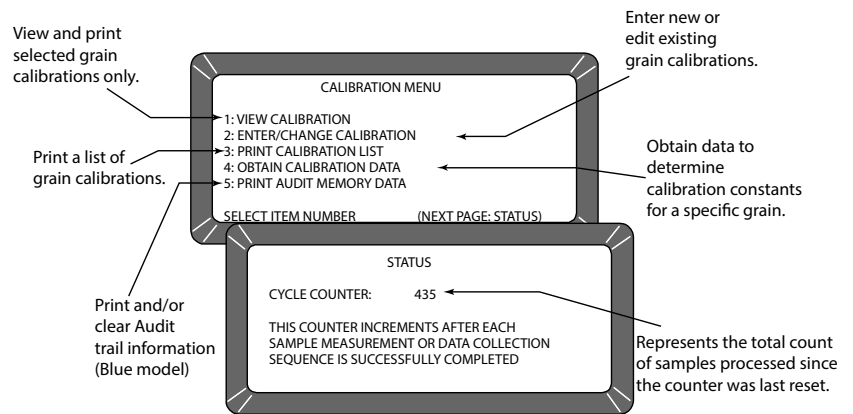 View and print
selected grain
calibrations only.
Enter new or
edit existing
grain calibrations.
CALIBRATION MENU
1: VIEW CALIBRATION
2: ENTER/CHANGE CALIBRATION
3: PRINT CALIBRATION LIST
4: OBTAIN CALIBRATION DATA
5: PRINT AUDIT MEMORY DATA
SELECT ITEM NUMBER (NEXT PAGE: STATUS)
Print a list of
grain calibrations.
Obtain data to
determine
calibration constants
for a specific grain.
STATUS
CYCLE COUNTER: 435
THIS COUNTER INCREMENTS AFTER EACH
SAMPLE MEASUREMENT OR DATA COLLECTION
SEQUENCE IS SUCCESSFULLY COMPLETED
Print and/or
clear Audit
trail information
(Blue model)
Represents the total count
of samples processed since
the counter was last reset.